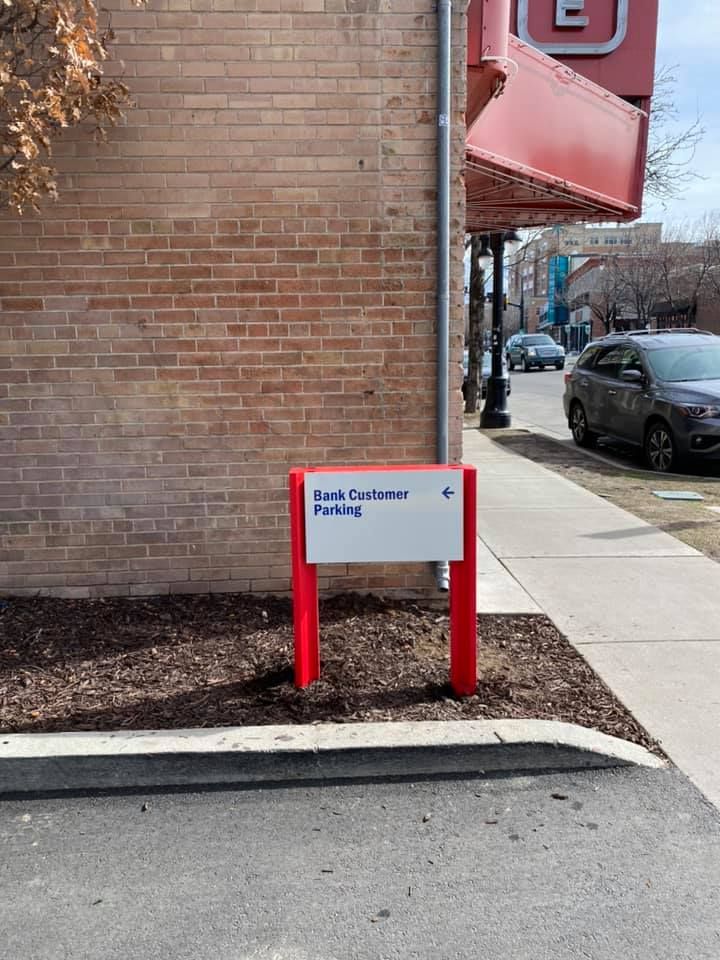 E
Bank Customer ←
Parking